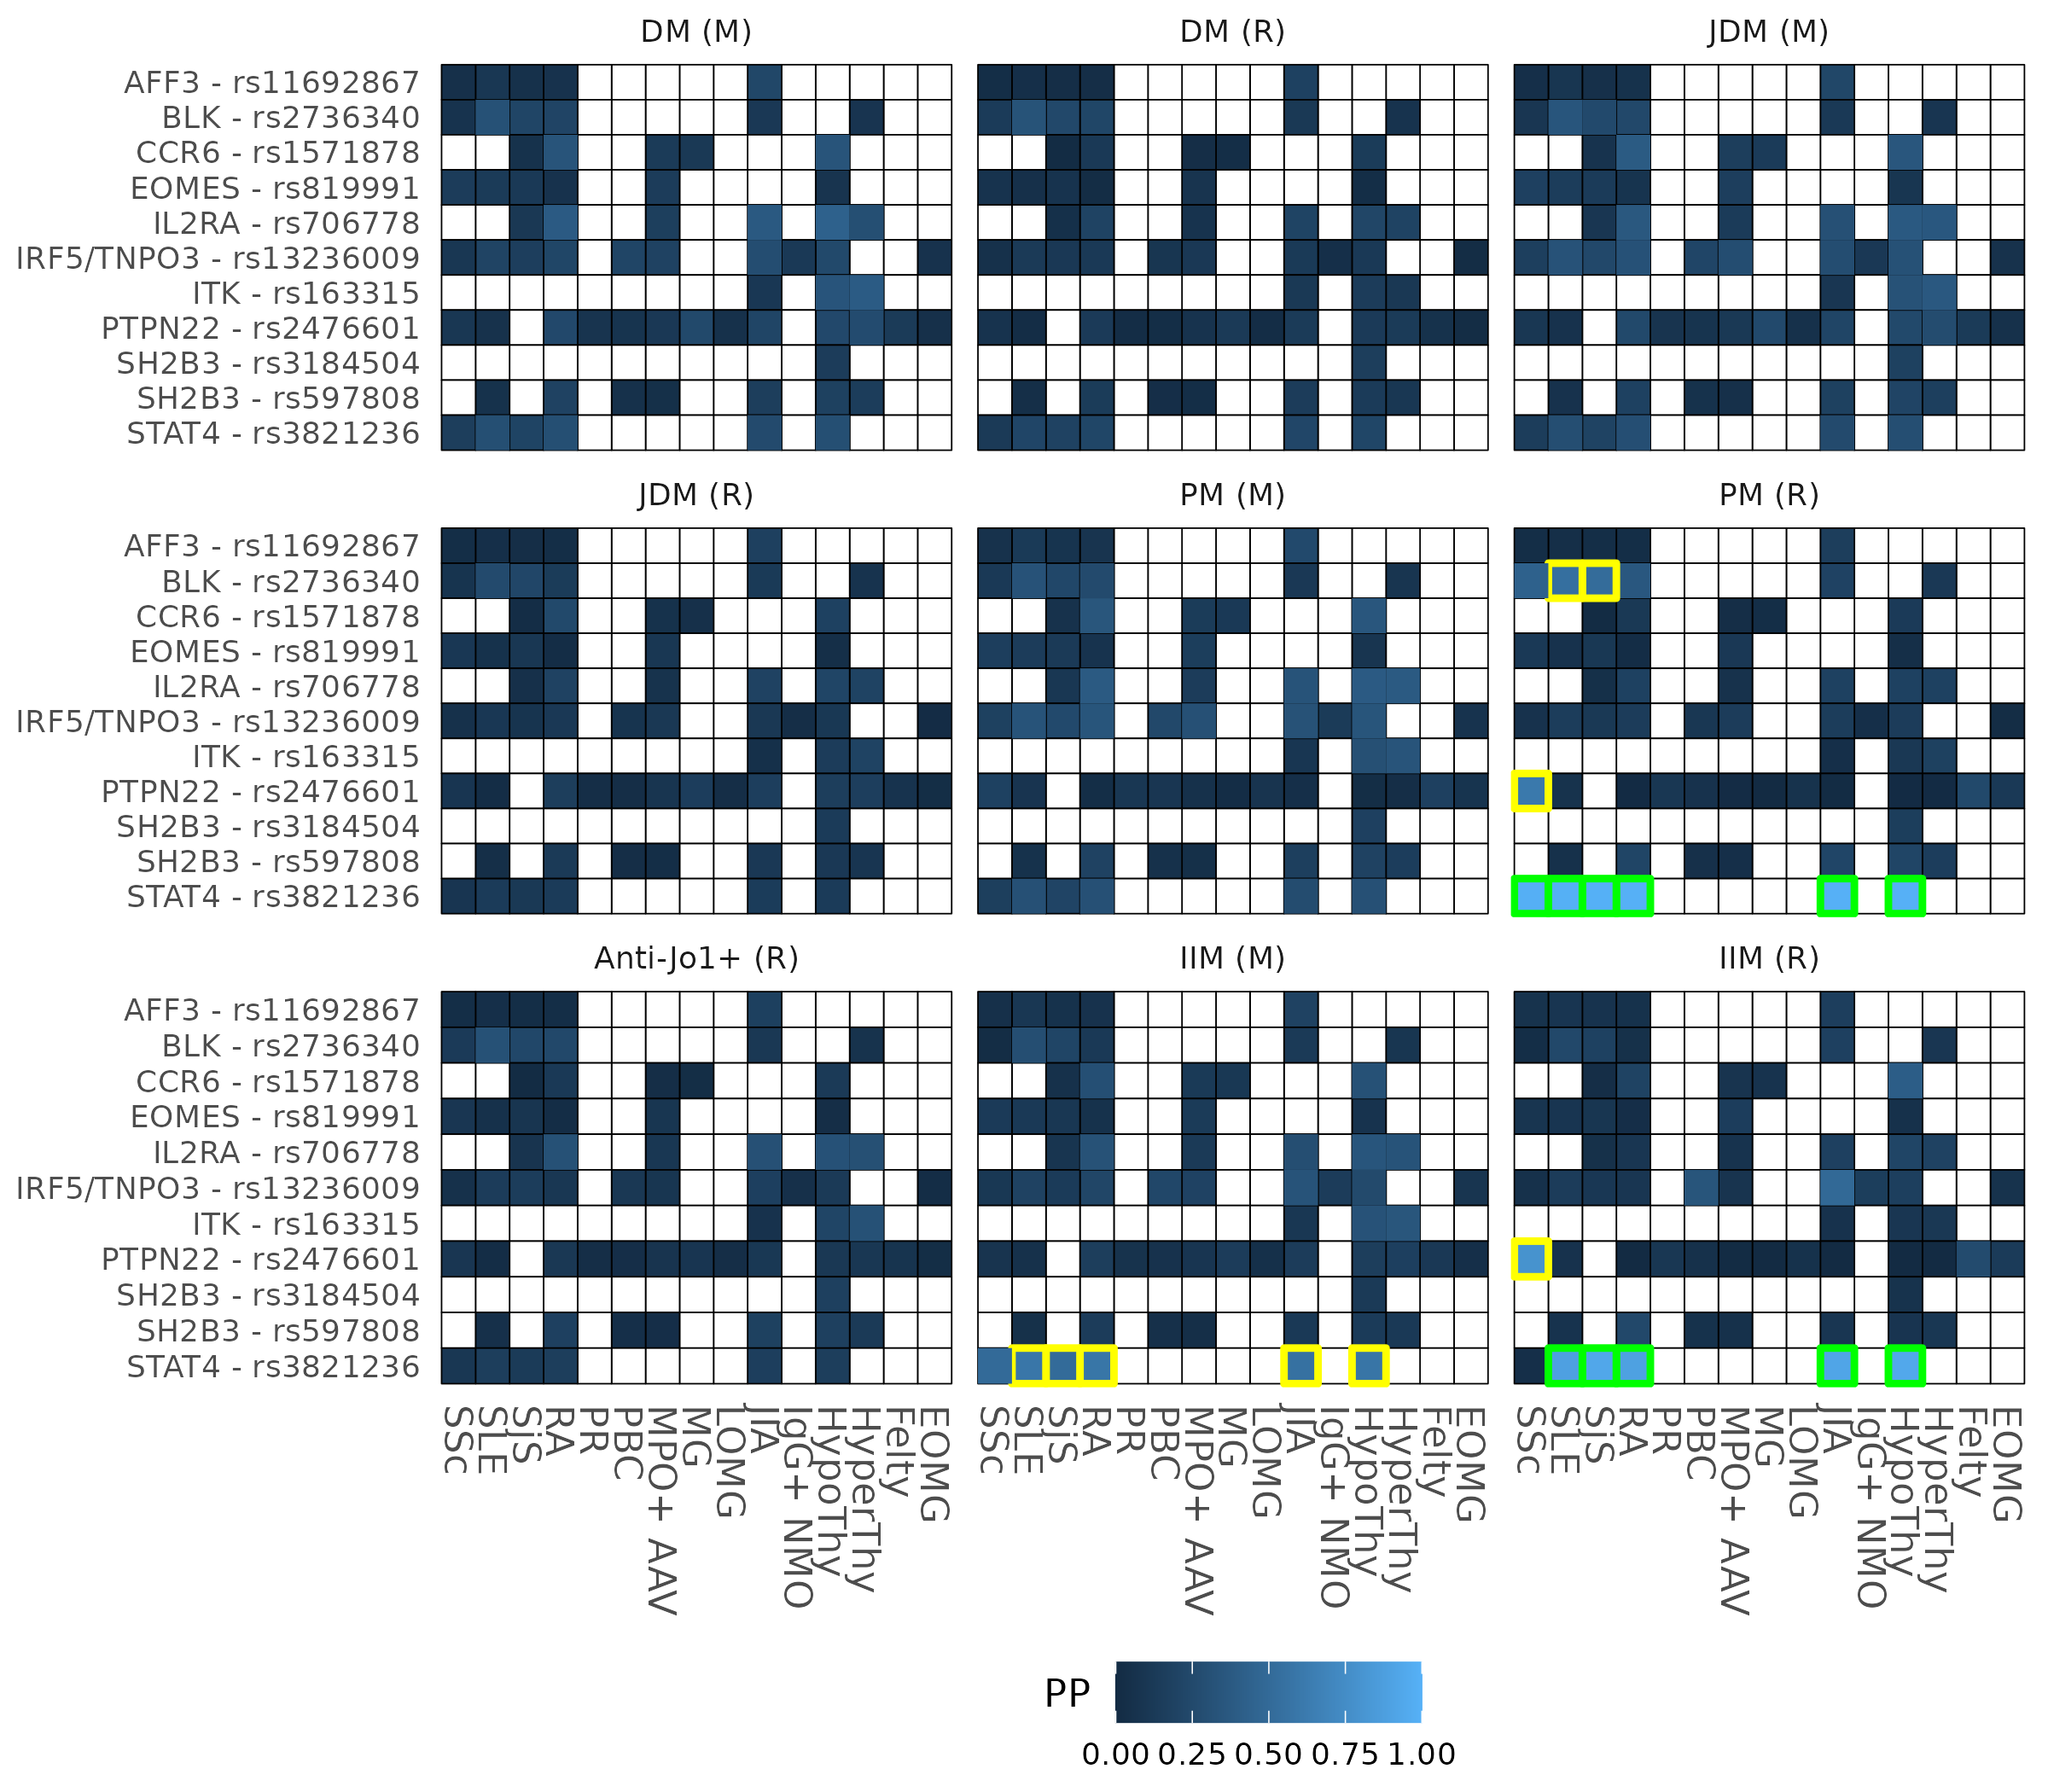 DM (M)
DM (R)
JDM (M)
AFF3 - rs11692867
BLK - rs2736340
CCR6 - rs1571878
EOMES - rs819991
IL2RA - rs706778
IRF5/TNPO3 - rs13236009
ITK - rs163315
PTPN22 - rs2476601
SH2B3 - rs3184504
SH2B3 - rs597808
STAT4 - rs3821236
JDM (R)
PM (M)
PM (R)
AFF3 - rs11692867
BLK - rs2736340
CCR6 - rs1571878
EOMES - rs819991
IL2RA - rs706778
IRF5/TNPO3 - rs13236009
ITK - rs163315
PTPN22 - rs2476601
SH2B3 - rs3184504
SH2B3 - rs597808
STAT4 - rs3821236
Anti-Jo1+ (R)
IIM (M)
IIM (R)
AFF3 - rs11692867
BLK - rs2736340
CCR6 - rs1571878
EOMES - rs819991
IL2RA - rs706778
IRF5/TNPO3 - rs13236009
ITK - rs163315
PTPN22 - rs2476601
SH2B3 - rs3184504
SH2B3 - rs597808
STAT4 - rs3821236
SSc
SLE
SjS
RA
PR
PBC
MPO+ AAV
MG
LOMG
JIA
IgG+ NMO
HypoThy
HyperThy
Felty
EOMG
SSc
SLE
SjS
RA
PR
PBC
MPO+ AAV
MG
LOMG
JIA
IgG+ NMO
HypoThy
HyperThy
Felty
EOMG
SSc
SLE
SjS
RA
PR
PBC
MPO+ AAV
MG
LOMG
JIA
IgG+ NMO
HypoThy
HyperThy
Felty
EOMG
PP
0.00 0.25 0.50 0.75 1.00